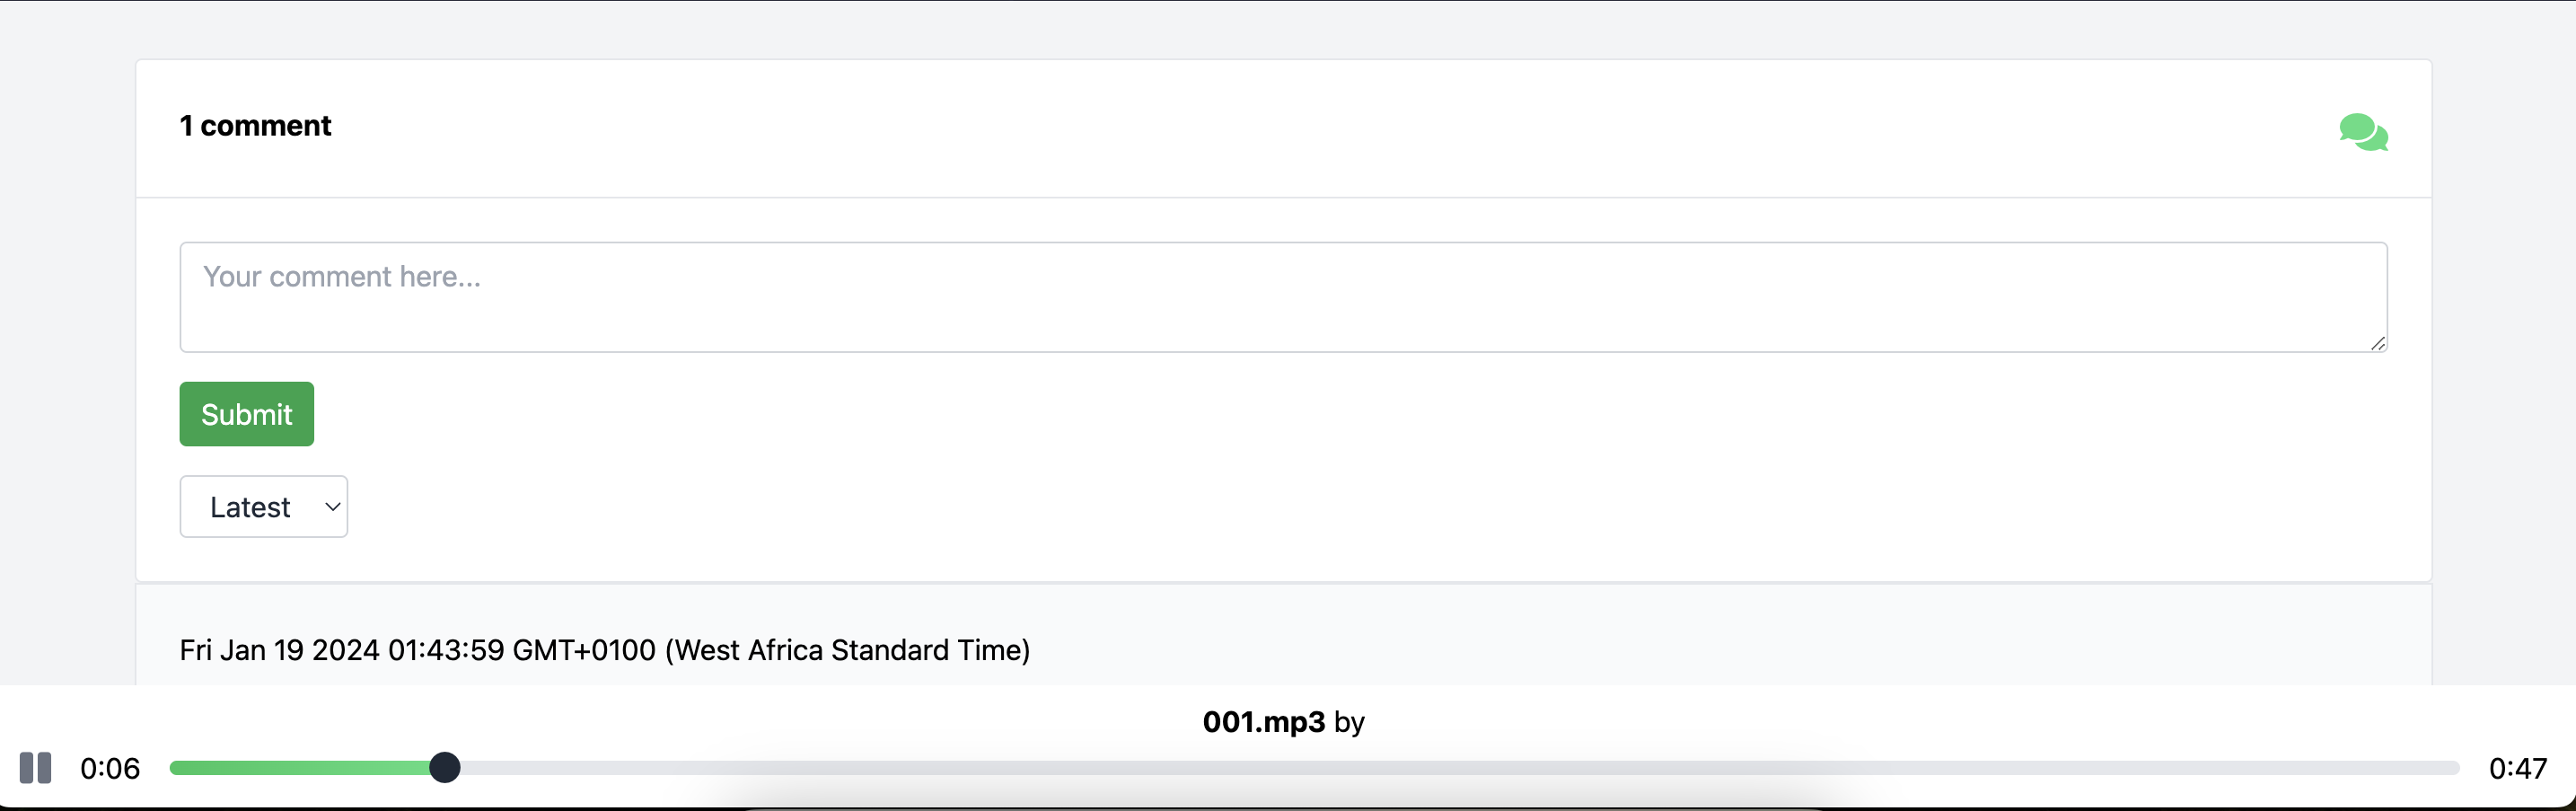 1 comment
Your comment here...
Submit
Latest
Fri Jan 19 2024 01:43:59 GMT+0100 (West Africa Standard Time)
001.mp3 by
0:06
0:47